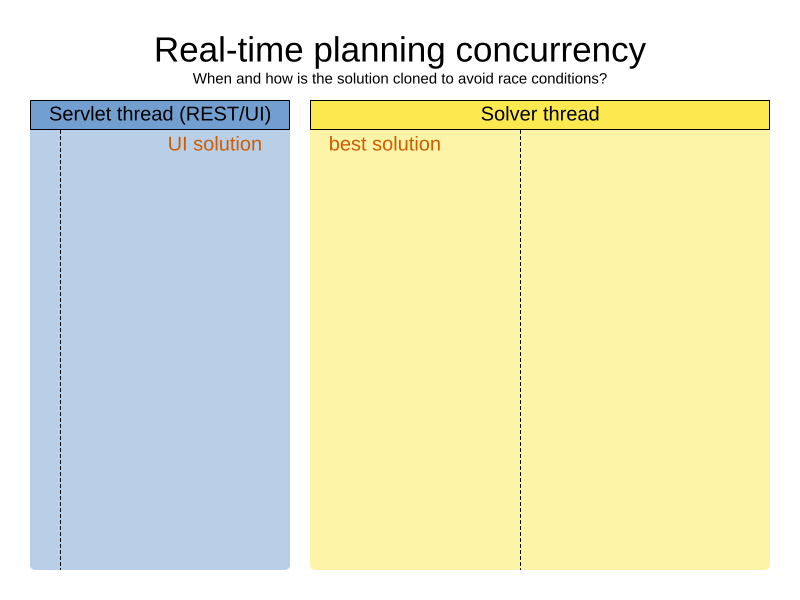 Real-time planning concurrency
When and how is the solution cloned to avoid race conditions?
Servlet thread (REST/UI)
Solver thread
UI solution
best solution